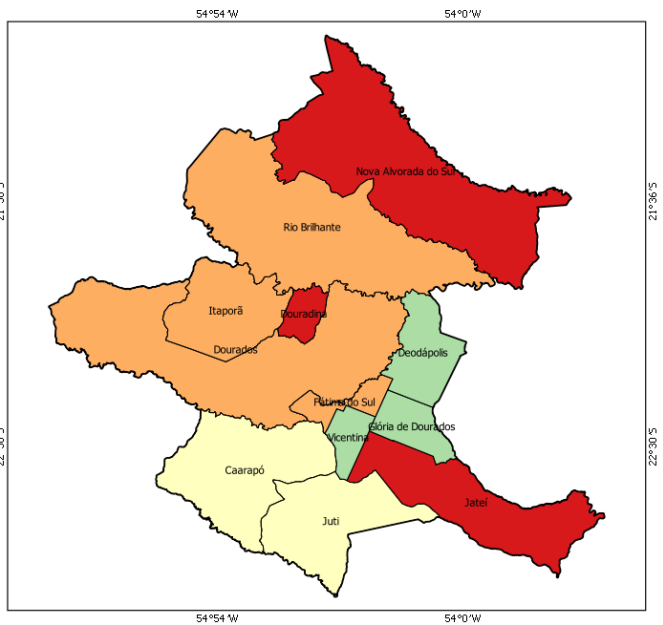 54°54'W 54°0'W
Nova Alvorada do Sul
21°36'S
Rio Brilhante
Itaporã
Douradina
Dourados
Deodápolis
Fátima do Sul
Glória de Dourados
Vicentina
22°30'S
Caarapó
Jateí
Juti
54°54'W 54°0'W